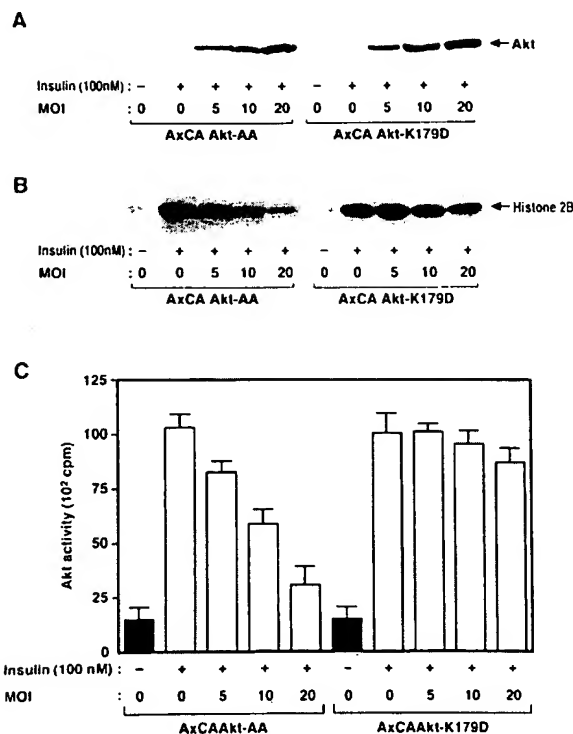 A
Akt
Insulin (100nM) : - + + + + - + + + +
MOI : 0 0 5 10 20 0 0 5 10 20
AxCA Akt-AA AxCA Akt-K179D
B
Histone 2B
Insulin (100nM) : - + + + + - + + + +
MOI : 0 0 5 10 20 0 0 5 10 20
AxCA Akt-AA AxCA Akt-K179D
C
125
100
75
50
25
0
Akt activity (10² cpm)
Insulin (100 nM) : - + + + + - + + + +
MOI : 0 0 5 10 20 0 0 5 10 20
AxCAAkt-AA AxCAAkt-K179D